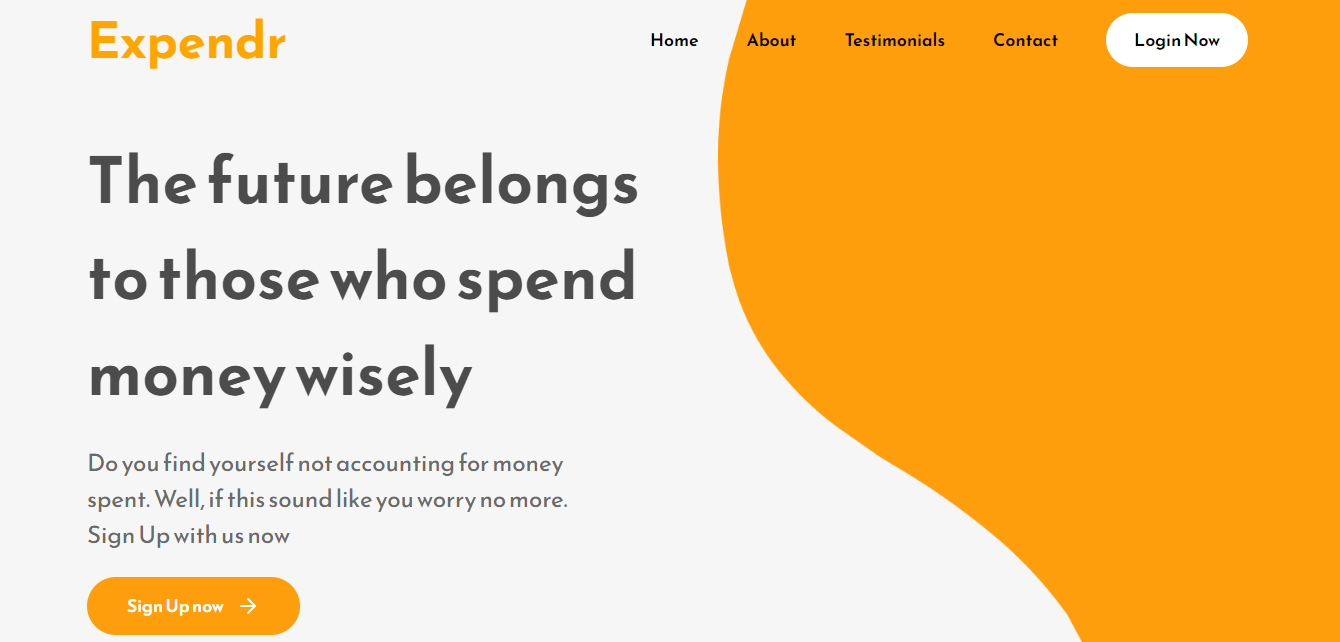 Expendr
Home About Testimonials Contact Login Now
The future belongs
to those who spend
money wisely
Do you find yourself not accounting for money
spent. Well, if this sound like you worry no more.
Sign Up with us now
Sign Up now